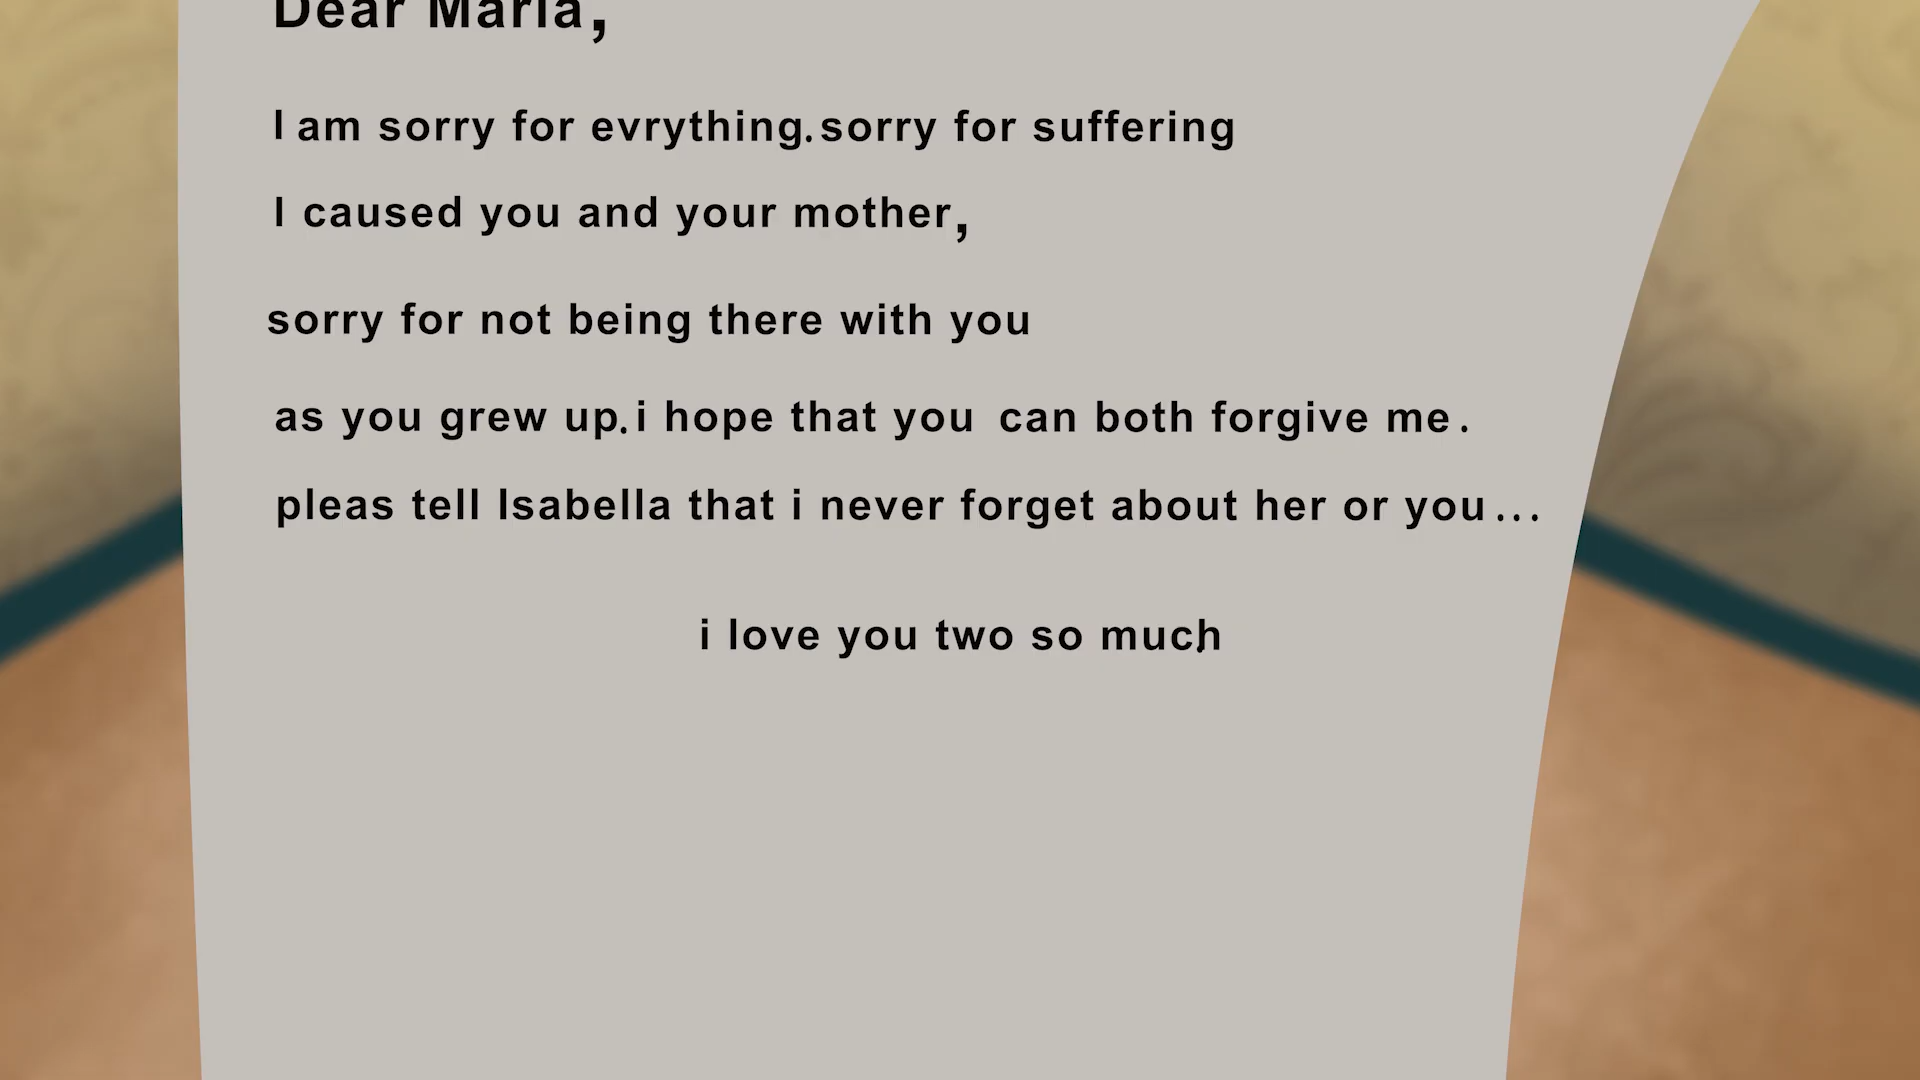 Dear Maria,
I am sorry for evrything.sorry for suffering
I caused you and your mother,
sorry for not being there with you
as you grew up.i hope that you can both forgive me.
pleas tell Isabella that i never forget about her or you...
i love you two so much